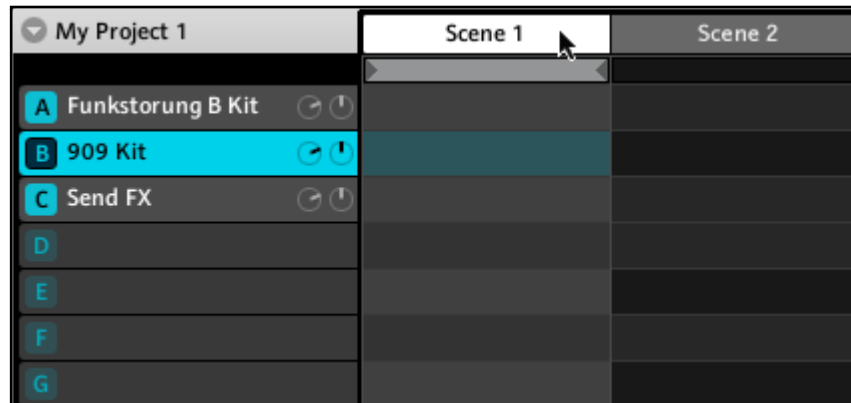 My Project 1 Scene 1 Scene 2
A Funkstorung B Kit
B 909 Kit
C Send FX
D
E
F
G